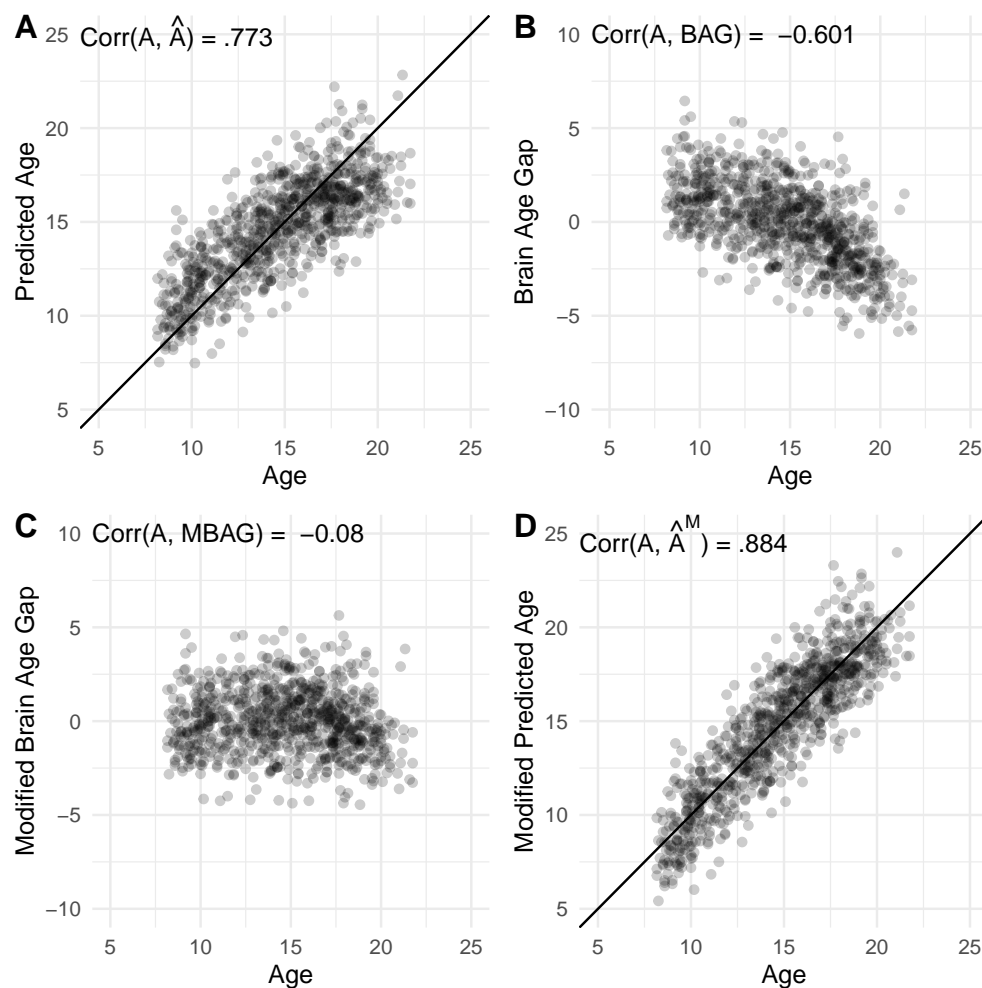 A
Corr(A, Â) = .773
25
20
15
10
5
Predicted Age
5 10 15 20 25
Age
B
Corr(A, BAG) = −0.601
10
5
0
−5
−10
Brain Age Gap
5 10 15 20 25
Age
C
Corr(A, MBAG) = −0.08
10
5
0
−5
−10
Modified Brain Age Gap
5 10 15 20 25
Age
D
Corr(A, Â^M) = .884
25
20
15
10
5
Modified Predicted Age
5 10 15 20 25
Age